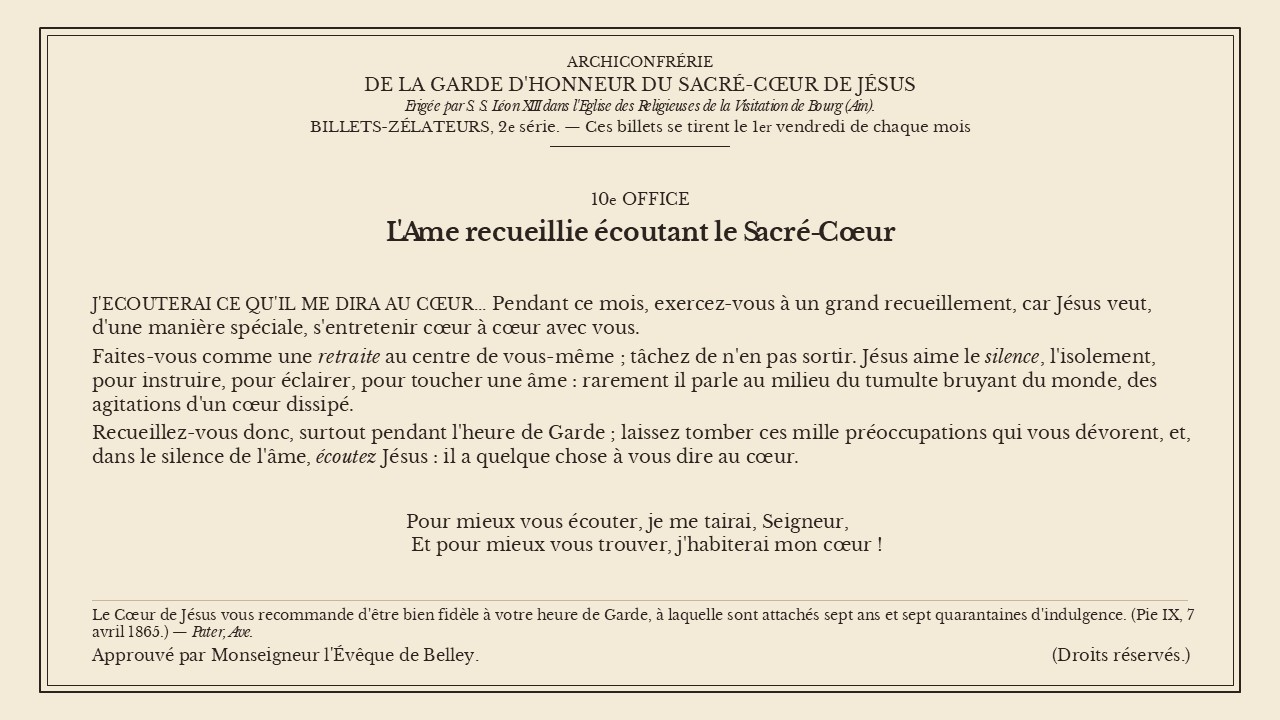 ARCHICONFRÉRIE
DE LA GARDE D'HONNEUR DU SACRÉ-CŒUR DE JÉSUS
Erigée par S. S. Léon XIII dans l'Eglise des Religieuses de la Visitation de Bourg (Ain).
BILLETS-ZÉLATEURS, 2e série. — Ces billets se tirent le 1er vendredi de chaque mois
10e OFFICE
L'Ame recueillie écoutant le Sacré-Cœur
J'ECOUTERAI CE QU'IL ME DIRA AU CŒUR... Pendant ce mois, exercez-vous à un grand recueillement, car Jésus veut,
d'une manière spéciale, s'entretenir cœur à cœur avec vous.
Faites-vous comme une retraite au centre de vous-même ; tâchez de n'en pas sortir. Jésus aime le silence, l'isolement,
pour instruire, pour éclairer, pour toucher une âme : rarement il parle au milieu du tumulte bruyant du monde, des
agitations d'un cœur dissipé.
Recueillez-vous donc, surtout pendant l'heure de Garde ; laissez tomber ces mille préoccupations qui vous dévorent, et,
dans le silence de l'âme, écoutez Jésus : il a quelque chose à vous dire au cœur.
Pour mieux vous écouter, je me tairai, Seigneur,
Et pour mieux vous trouver, j'habiterai mon cœur !
Le Cœur de Jésus vous recommande d'être bien fidèle à votre heure de Garde, à laquelle sont attachés sept ans et sept quarantaines d'indulgence. (Pie IX, 7
avril 1865.) — Pater, Ave.
Approuvé par Monseigneur l'Évêque de Belley. (Droits réservés.)